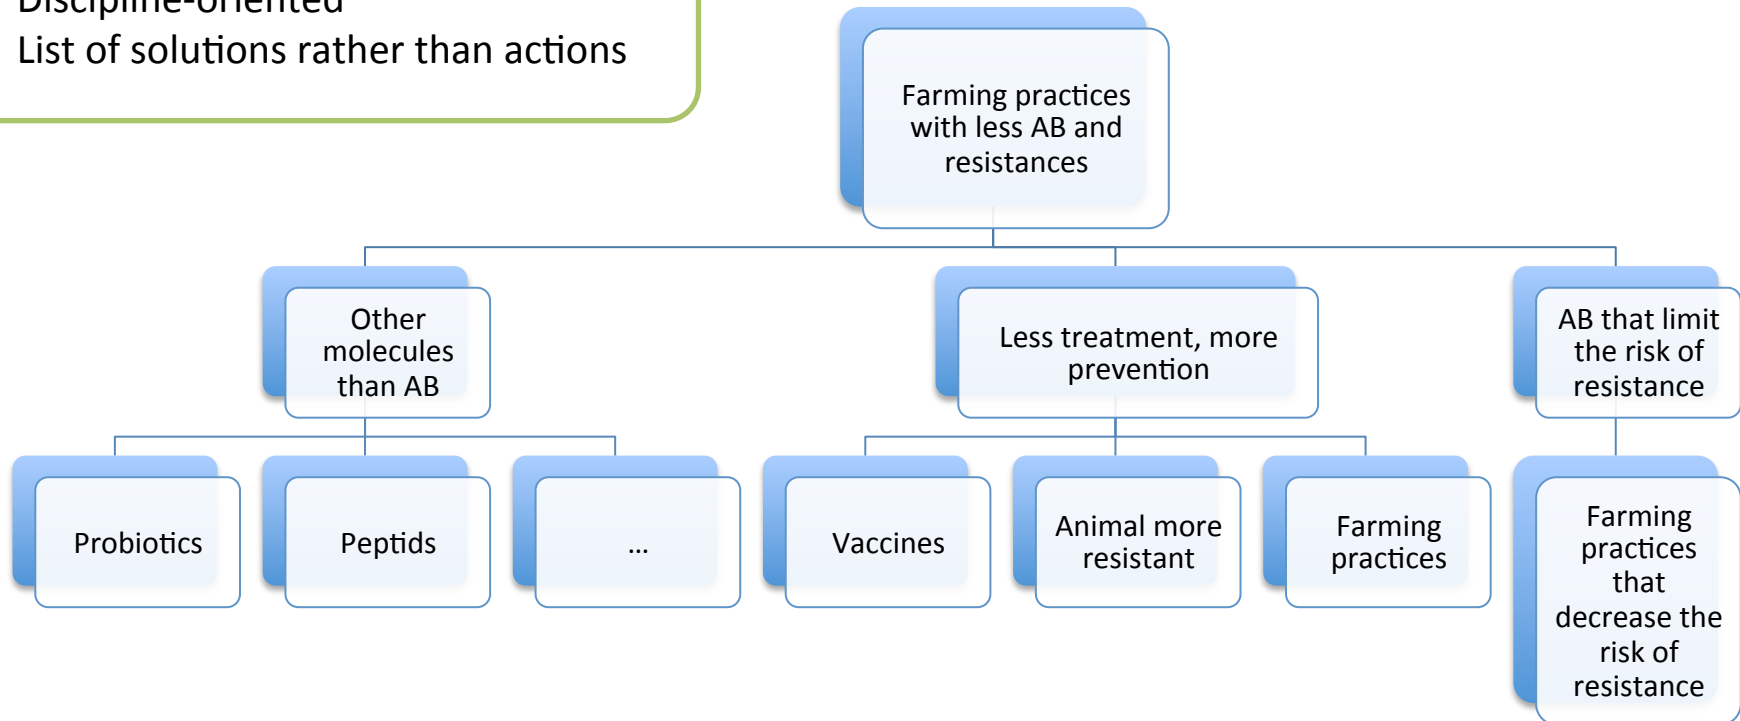 Discipline-oriented
List of solutions rather than actions
Farming practices
with less AB and
resistances
Other
molecules
than AB
Less treatment, more
prevention
AB that limit
the risk of
resistance
Probiotics
Peptids
...
Vaccines
Animal more
resistant
Farming
practices
Farming
practices
that
decrease the
risk of
resistance